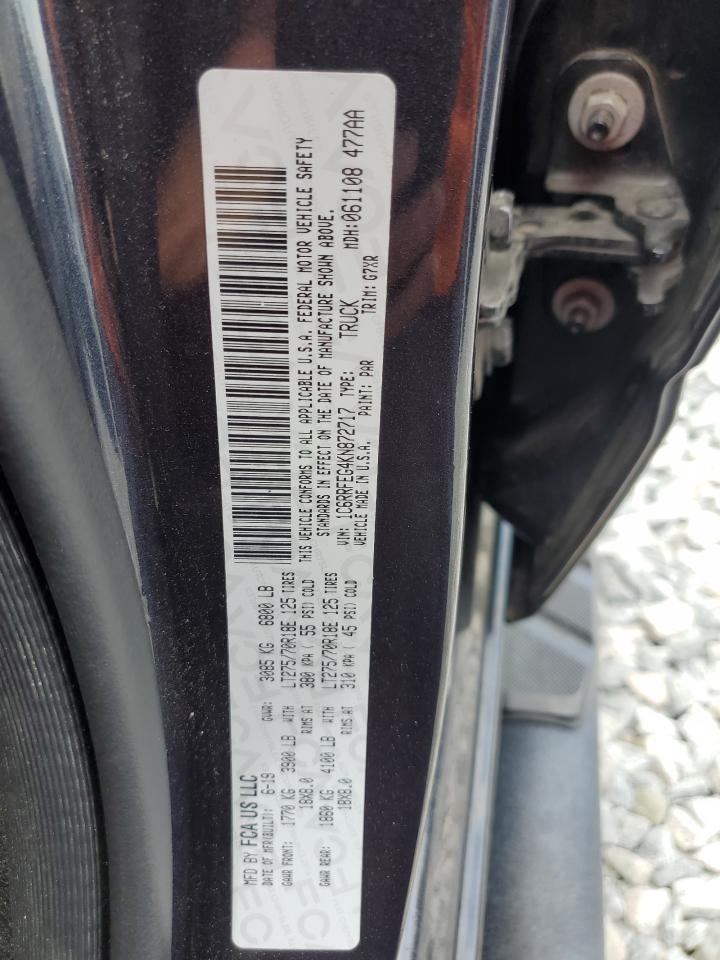 MFD BY FCA US LLC
DATE OF MFR(BUILT): 6-19 GVWR: 3085 KG 6800 LB
GAWR FRONT: 1770 KG 3900 LB WITH LT275/70R18E 125 TIRES
18X8.0 RIMS AT 380 KPA ( 55 PSI) COLD
GAWR REAR: 1860 KG 4100 LB WITH LT275/70R18E 125 TIRES
18X8.0 RIMS AT 310 KPA ( 45 PSI) COLD
THIS VEHICLE CONFORMS TO ALL APPLICABLE U.S.A. FEDERAL MOTOR VEHICLE SAFETY
STANDARDS IN EFFECT ON THE DATE OF MANUFACTURE SHOWN ABOVE.
VIN: 1C6RRFEG4KN872717 TYPE: TRUCK MDH:061108 477AA
VEHICLE MADE IN U.S.A. PAINT: PAR TRIM: G7XR